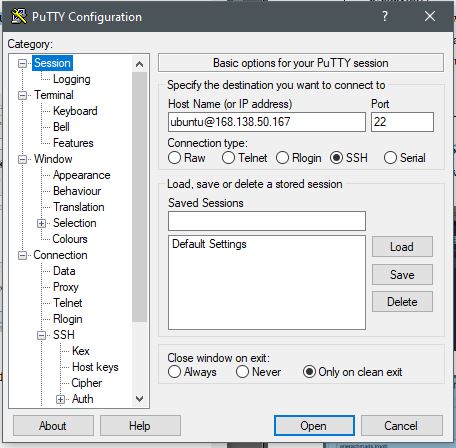 PuTTY Configuration
?
Category:
Session
Logging
Terminal
Keyboard
Bell
Features
Window
Appearance
Behaviour
Translation
Selection
Colours
Connection
Data
Proxy
Telnet
Rlogin
SSH
Kex
Host keys
Cipher
Auth
Basic options for your PuTTY session
Specify the destination you want to connect to
Host Name (or IP address) Port
ubuntu@168.138.50.167 22
Connection type:
Raw Telnet Rlogin SSH Serial
Load, save or delete a stored session
Saved Sessions
Default Settings
Load
Save
Delete
Close window on exit:
Always Never Only on clean exit
About Help Open Cancel